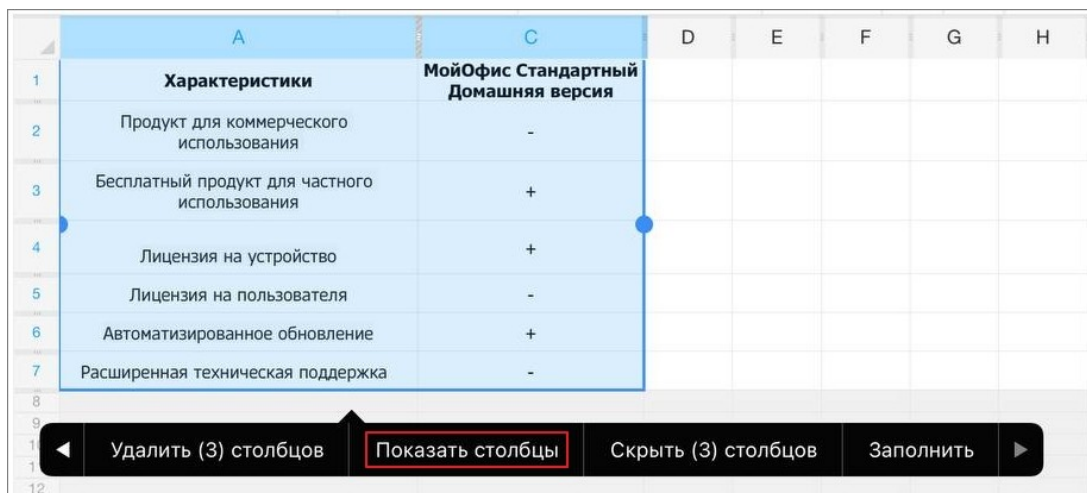 A C D E F G H
1 Характеристики МойОфис Стандартный
Домашняя версия
2 Продукт для коммерческого
использования -
3 Бесплатный продукт для частного
использования +
4 Лицензия на устройство +
5 Лицензия на пользователя -
6 Автоматизированное обновление +
7 Расширенная техническая поддержка -
8
9
Удалить (3) столбцов Показать столбцы Скрыть (3) столбцов Заполнить
12